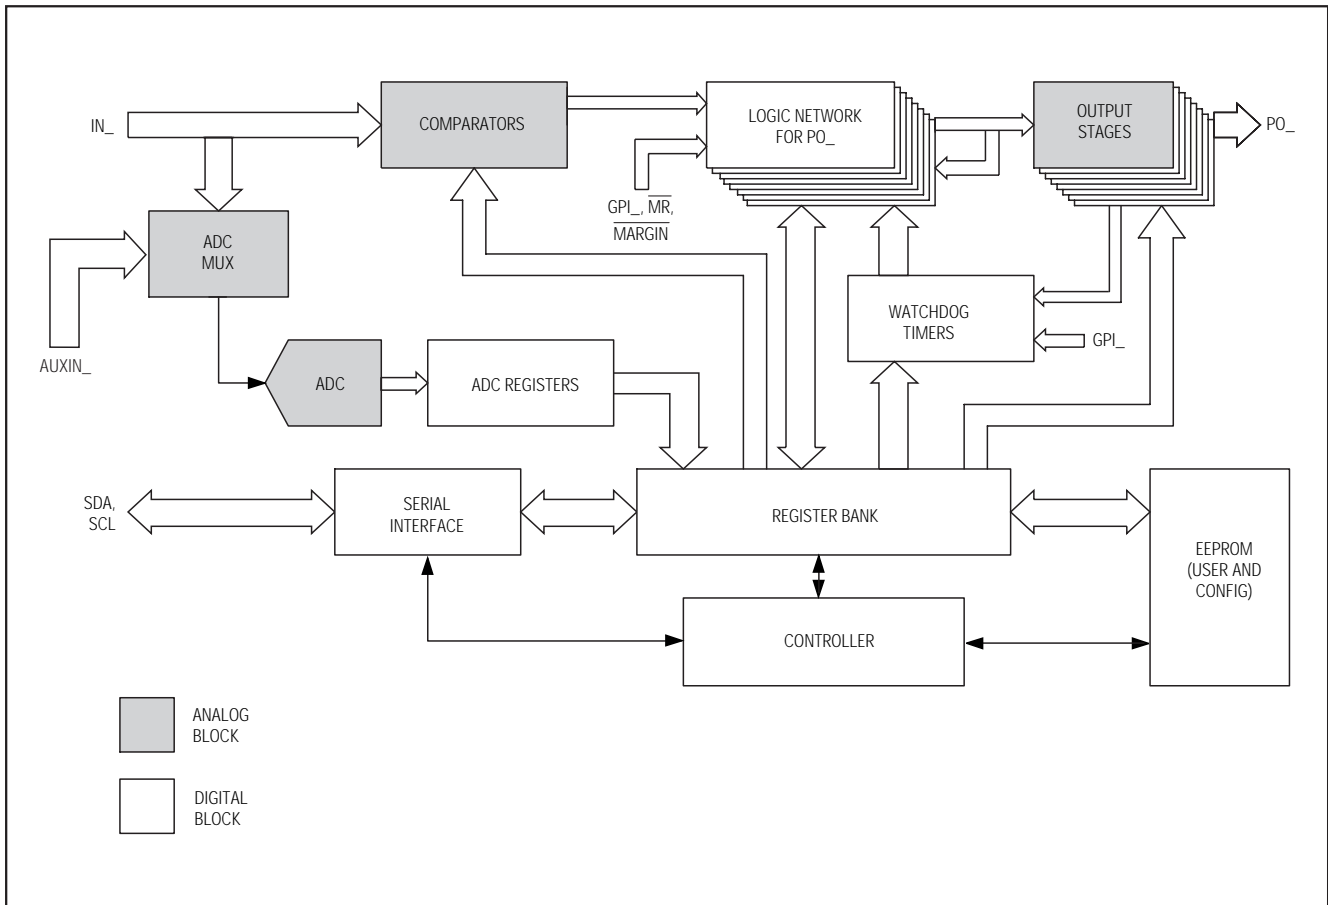 IN_
COMPARATORS
LOGIC NETWORK
FOR PO_
OUTPUT
STAGES
PO_
GPI_, MR,
MARGIN
ADC
MUX
AUXIN_
WATCHDOG
TIMERS
GPI_
ADC
ADC REGISTERS
SDA,
SCL
SERIAL
INTERFACE
REGISTER BANK
EEPROM
(USER AND
CONFIG)
CONTROLLER
ANALOG
BLOCK
DIGITAL
BLOCK